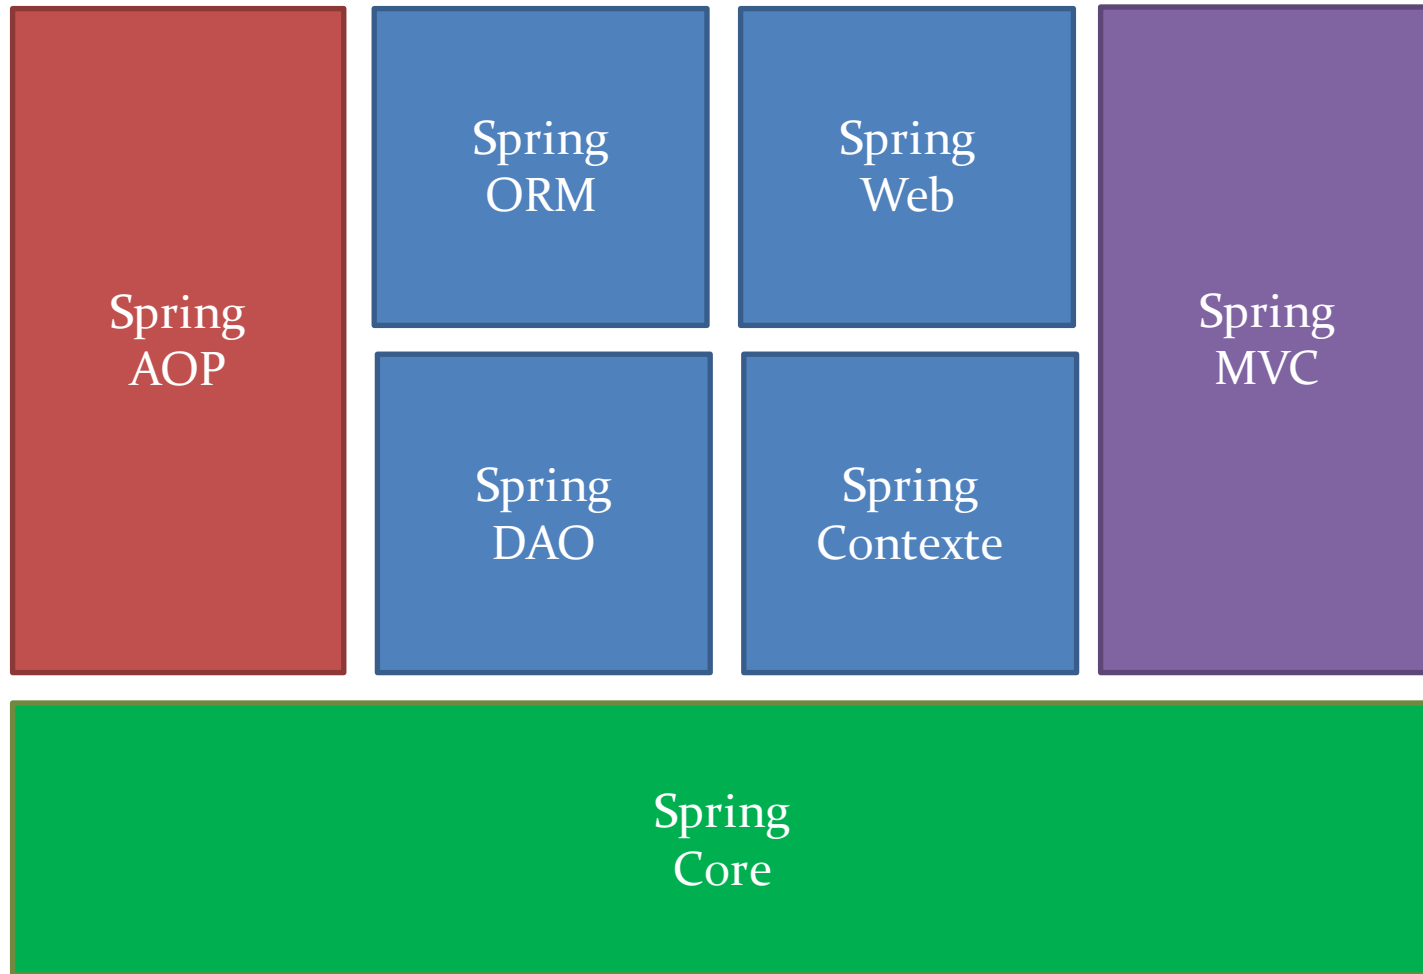 Spring
AOP
Spring
ORM
Spring
Web
Spring
DAO
Spring
Contexte
Spring
MVC
Spring
Core